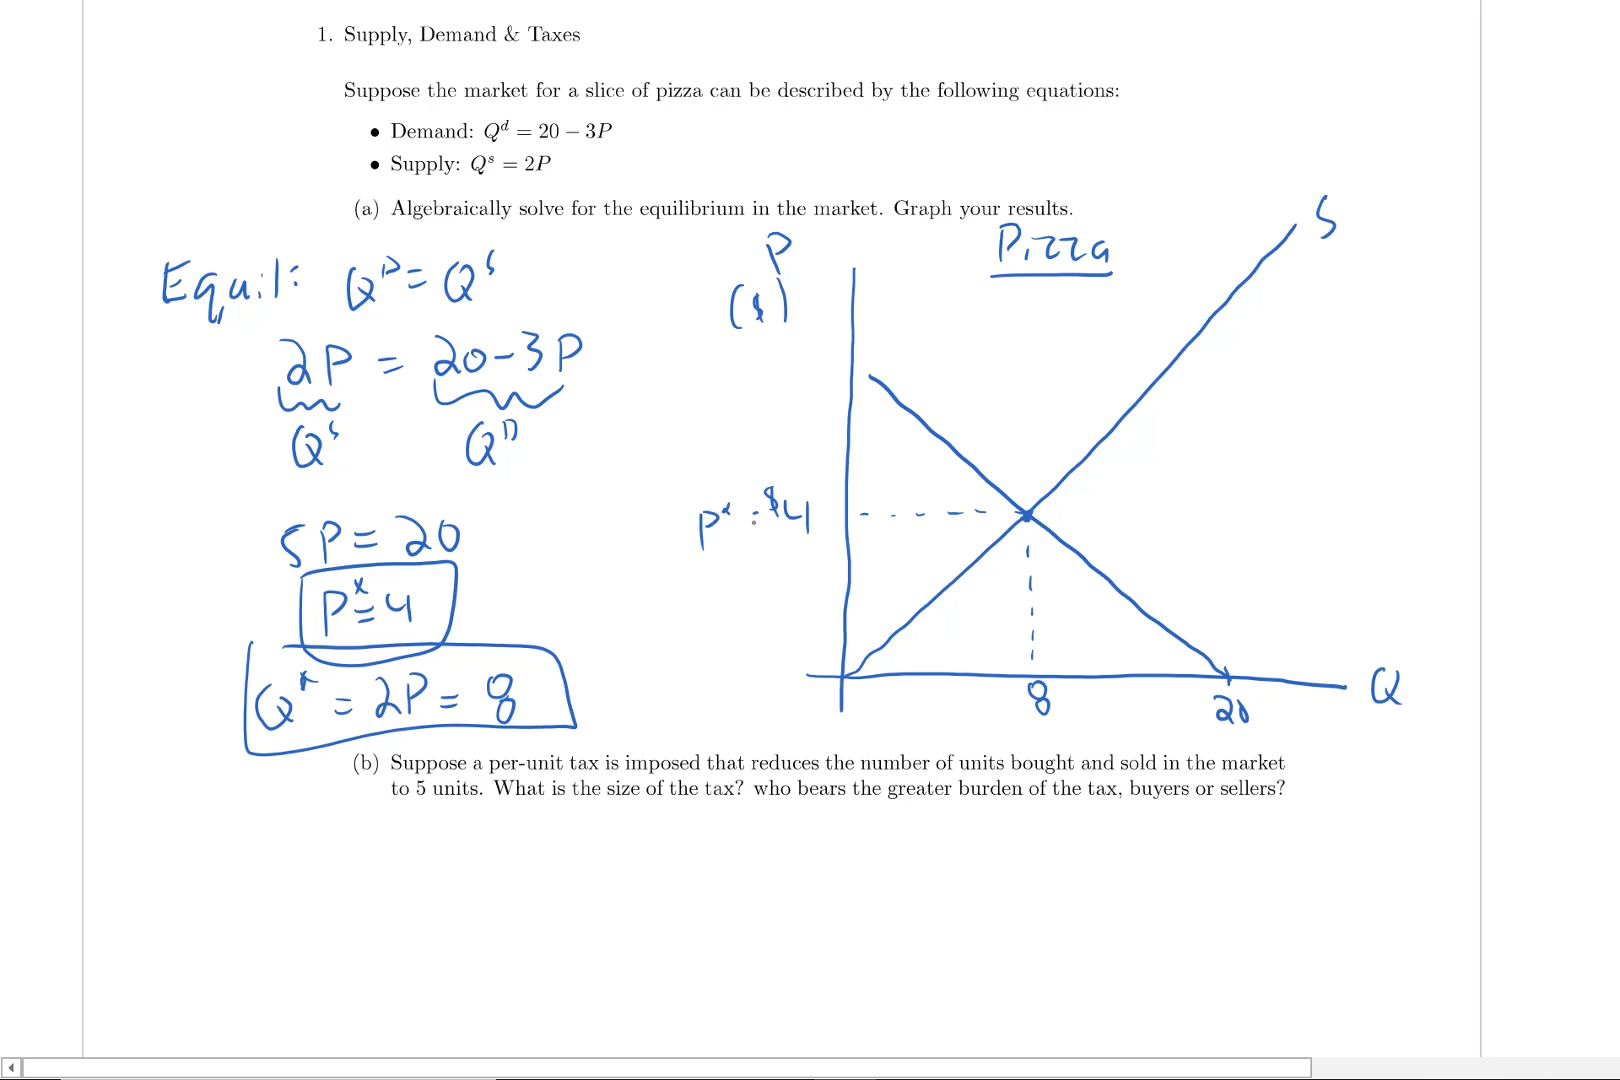 1. Supply, Demand & Taxes
Suppose the market for a slice of pizza can be described by the following equations:
• Demand: Q^d = 20 − 3P
• Supply: Q^s = 2P
(a) Algebraically solve for the equilibrium in the market. Graph your results.
Equil: Q^D = Q^S
2P = 20-3P
Q^S Q^D
5P = 20
P* = 4
Q* = 2P = 8
P
($)
Pizza
S
P* = $4
8
20
Q
(b) Suppose a per-unit tax is imposed that reduces the number of units bought and sold in the market
to 5 units. What is the size of the tax? who bears the greater burden of the tax, buyers or sellers?